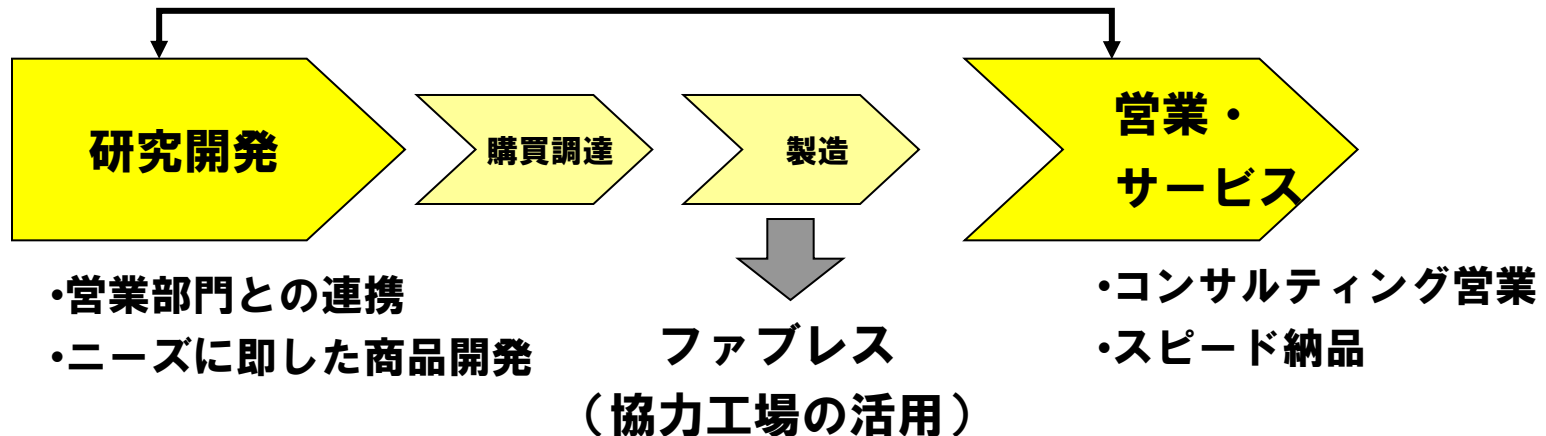 研究開発
購買調達
製造
営業・
サービス
・営業部門との連携
・ニーズに即した商品開発
ファブレス
（協力工場の活用）
・コンサルティング営業
・スピード納品